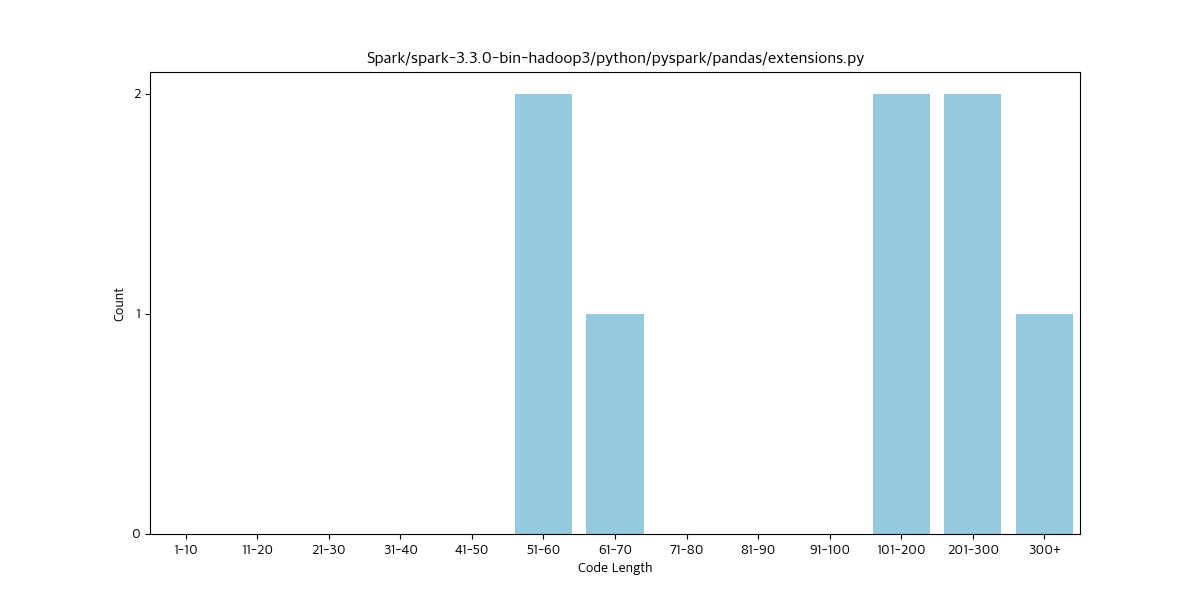 Spark/spark-3.3.0-bin-hadoop3/python/pyspark/pandas/extensions.py
Count
2
1
0
1-10 11-20 21-30 31-40 41-50 51-60 61-70 71-80 81-90 91-100 101-200 201-300 300+
Code Length